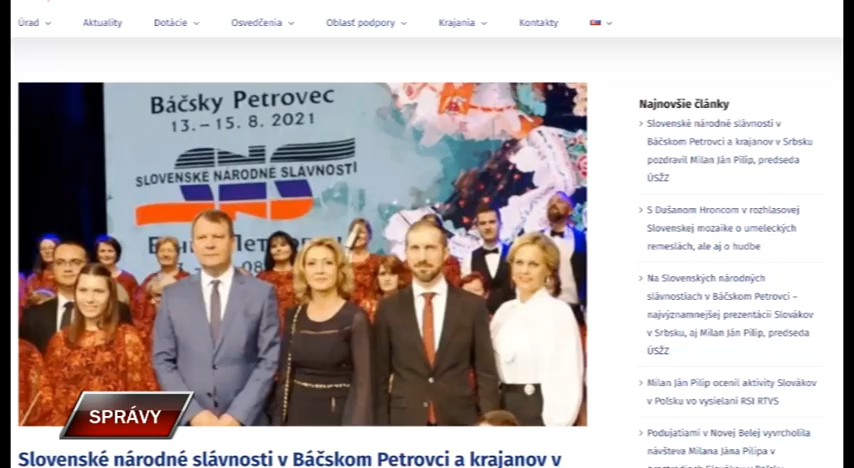 Úrad
Aktuality
Dotácie
Osvedčenia
Oblasť podpory
Krajania
Kontakty
Báčsky Petrovec
13. – 15. 8. 2021
SLOVENSKÉ NÁRODNÉ SLÁVNOSTI
SPRÁVY
Slovenské národné slávnosti v Báčskom Petrovci a krajanov v
Najnovšie články
Slovenské národné slávnosti v
Báčskom Petrovci a krajanov v Srbsku
pozdravil Milan Ján Pilip, predseda
ÚSŽZ
S Dušanom Hroncom v rozhlasovej
Slovenskej mozaike o umeleckých
remeslách, ale aj o hudbe
Na Slovenských národných
slávnostiach v Báčskom Petrovci –
najvýznamnejšej prezentácii Slovákov
v Srbsku, aj Milan Ján Pilip, predseda
ÚSŽZ
Milan Ján Pilip ocenil aktivity Slovákov
v Poľsku vo vysielaní RSI RTVS
Podujatiami v Novej Belej vyvrcholila
návšteva Milana Jána Pilipa v